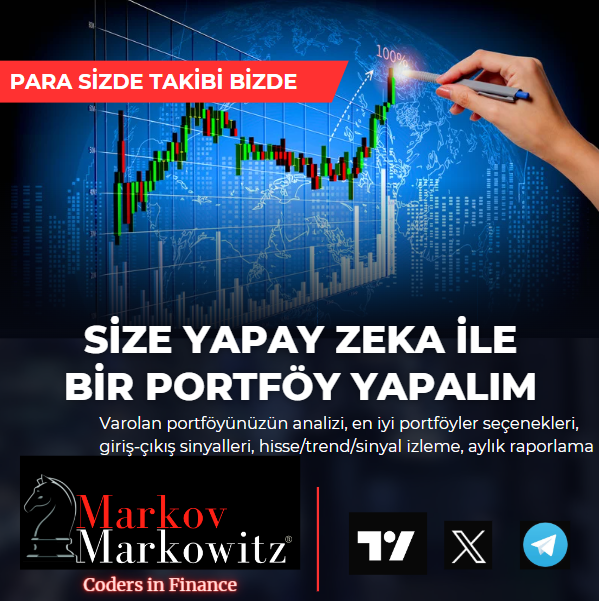 100%
PARA SİZDE TAKİBİ BİZDE
SİZE YAPAY ZEKA İLE
BİR PORTFÖY YAPALIM
Varolan portföyünüzün analizi, en iyi portföyler seçenekleri,
giriş-çıkış sinyalleri, hisse/trend/sinyal izleme, aylık raporlama
Markov
Markowitz®
Coders in Finance